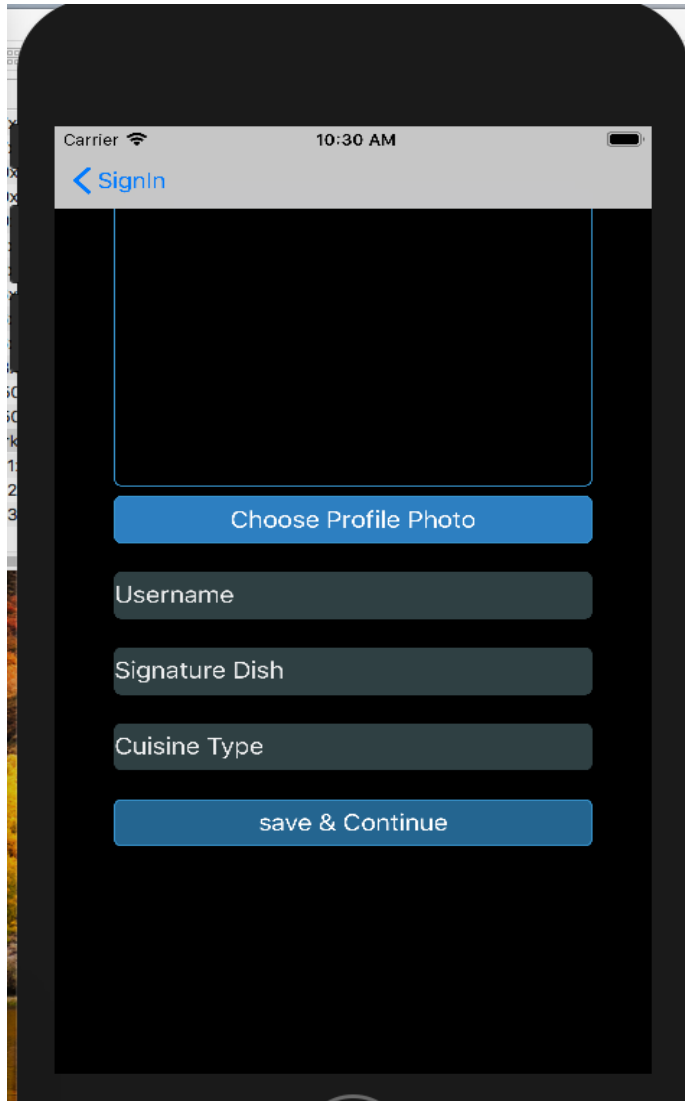 Carrier
10:30 AM
SignIn
Choose Profile Photo
Username
Signature Dish
Cuisine Type
save & Continue